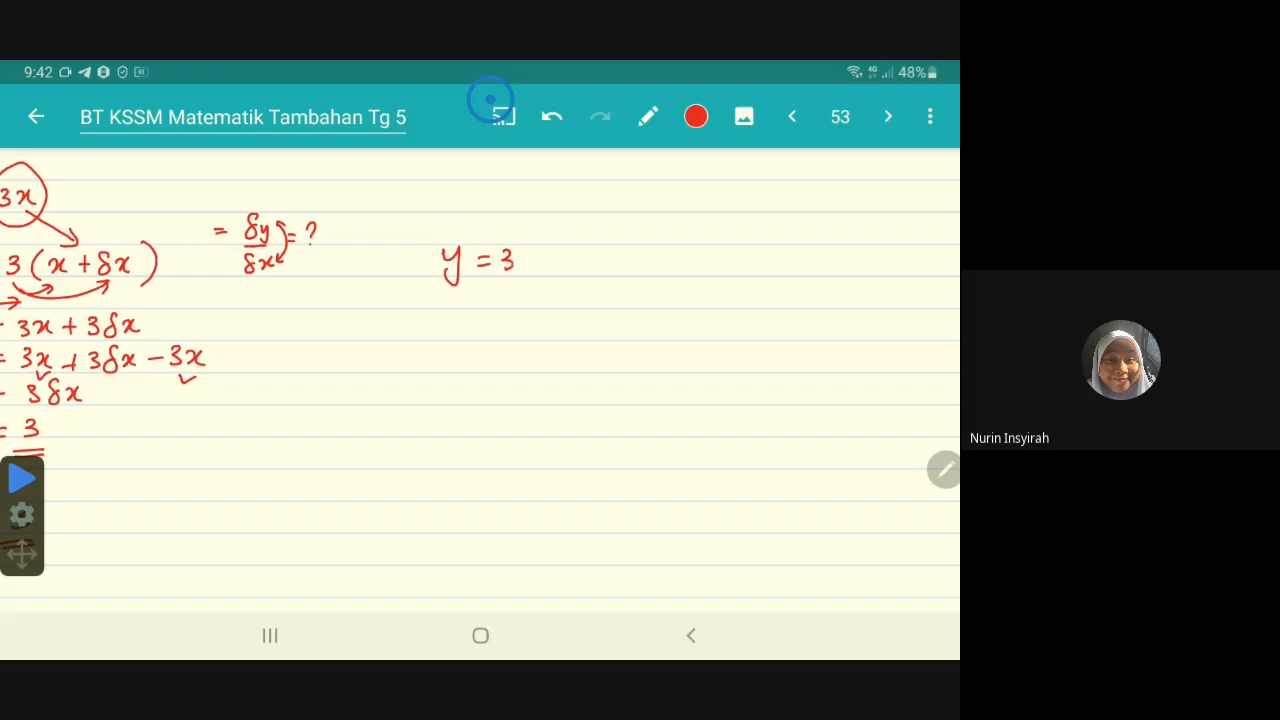 9:42
4G 48%
BT KSSM Matematik Tambahan Tg 5
53
3x
= δy/δx = ?
3(x + δx)
y = 3
3x + 3δx
= 3x + 3δx − 3x
3δx
= 3
Nurin Insyirah